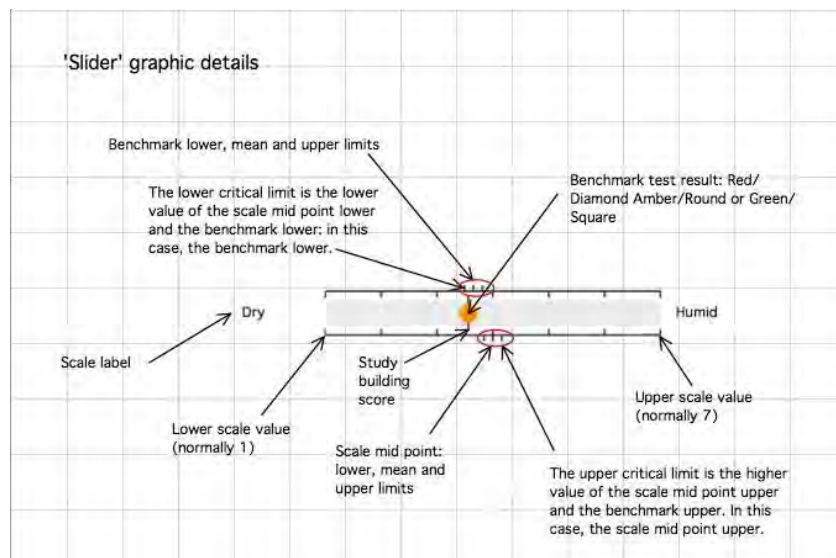 'Slider' graphic details
Benchmark lower, mean and upper limits
The lower critical limit is the lower
value of the scale mid point lower
and the benchmark lower: in this
case, the benchmark lower.
Benchmark test result: Red/
Diamond Amber/Round or Green/
Square
Dry
Humid
Scale label
Study
building
score
Lower scale value
(normally 1)
Upper scale value
(normally 7)
Scale mid point:
lower, mean and
upper limits
The upper critical limit is the higher
value of the scale mid point upper
and the benchmark upper. In this
case, the scale mid point upper.